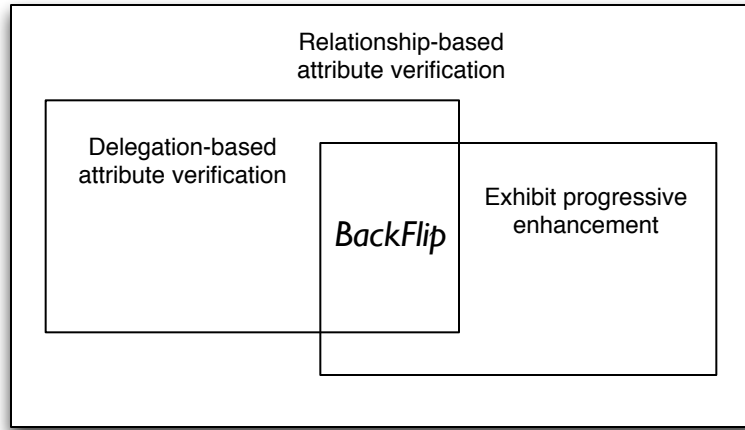 Relationship-based
attribute verification
Delegation-based
attribute verification
BackFlip
Exhibit progressive
enhancement